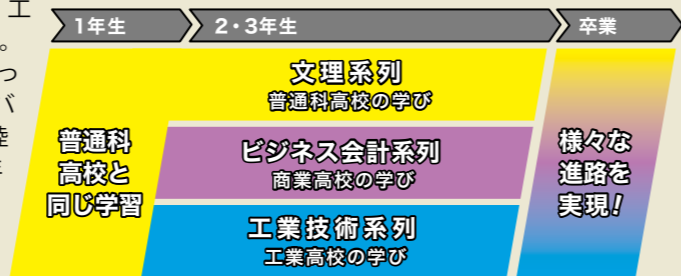 工
。
つ
バ
1年生
2・3年生
卒業
普通科
高校と
同じ学習
文理系列
普通科高校の学び
ビジネス会計系列
商業高校の学び
工業技術系列
工業高校の学び
様々な
進路を
実現!